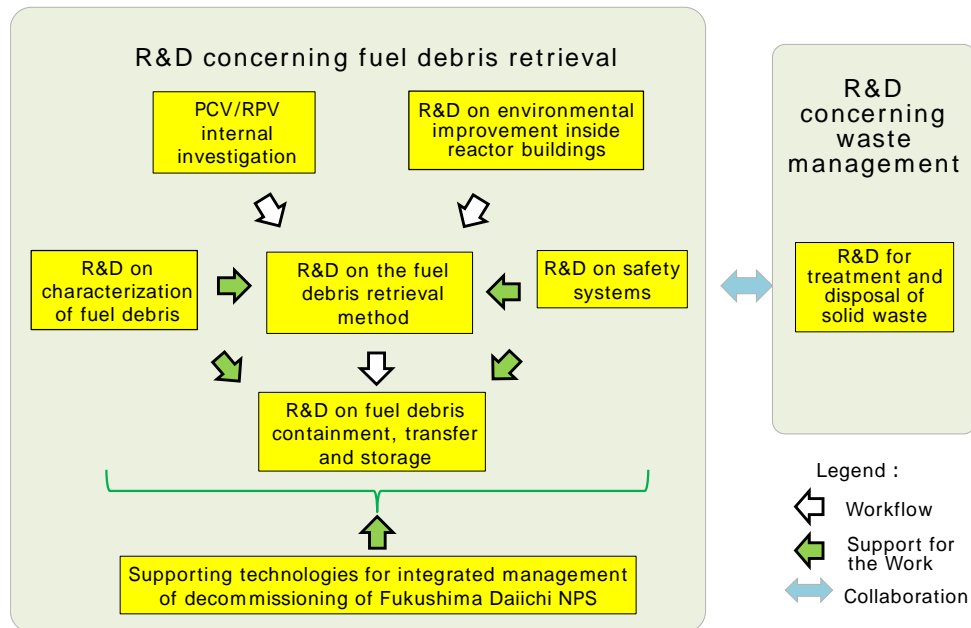 R&D concerning fuel debris retrieval
PCV/RPV
internal
investigation
R&D on environmental
improvement inside
reactor buildings
R&D on
characterization
of fuel debris
R&D on the fuel
debris retrieval
method
R&D on safety
systems
R&D on fuel debris
containment, transfer
and storage
Supporting technologies for integrated management
of decommissioning of Fukushima Daiichi NPS
R&D
concerning
waste
management
R&D for
treatment and
disposal of
solid waste
Legend :
Workflow
Support for
the Work
Collaboration